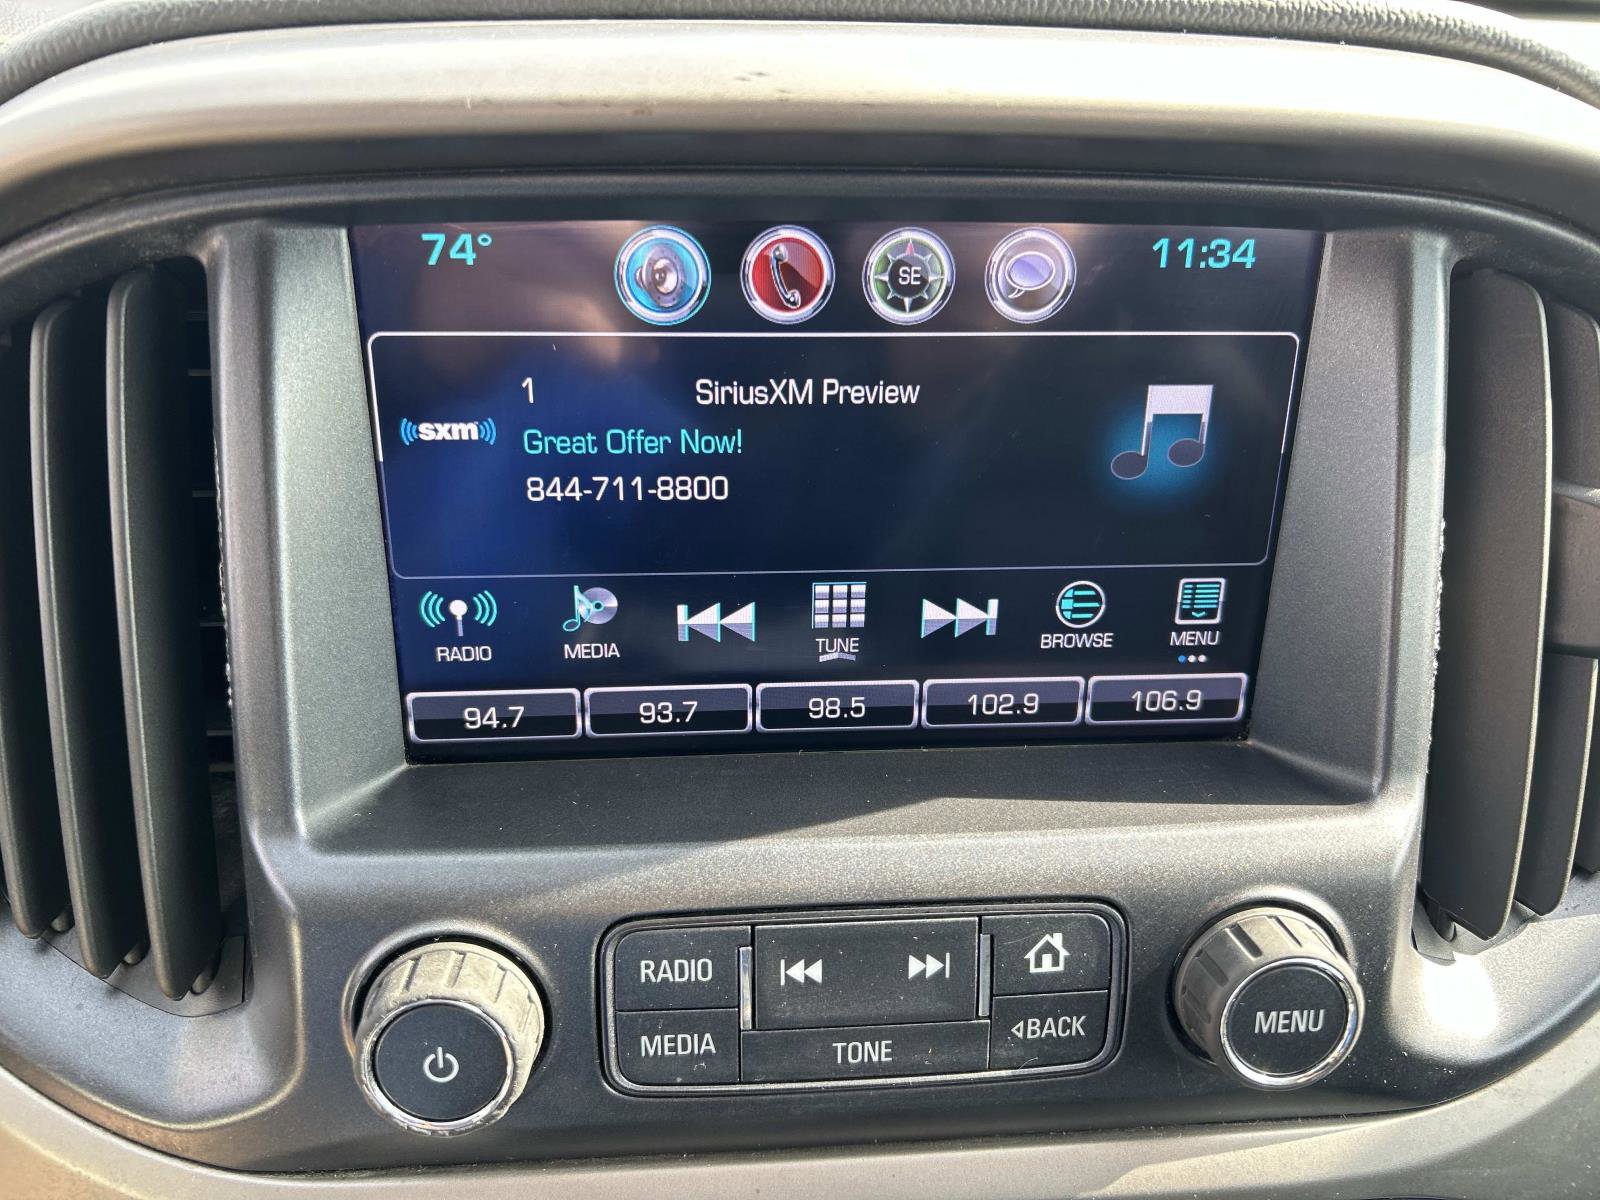 74° SE 11:34
1 SiriusXM Preview
sxm
Great Offer Now!
844-711-8800
RADIO MEDIA TUNE BROWSE MENU
94.7 93.7 98.5 102.9 106.9
RADIO
MEDIA TONE BACK MENU